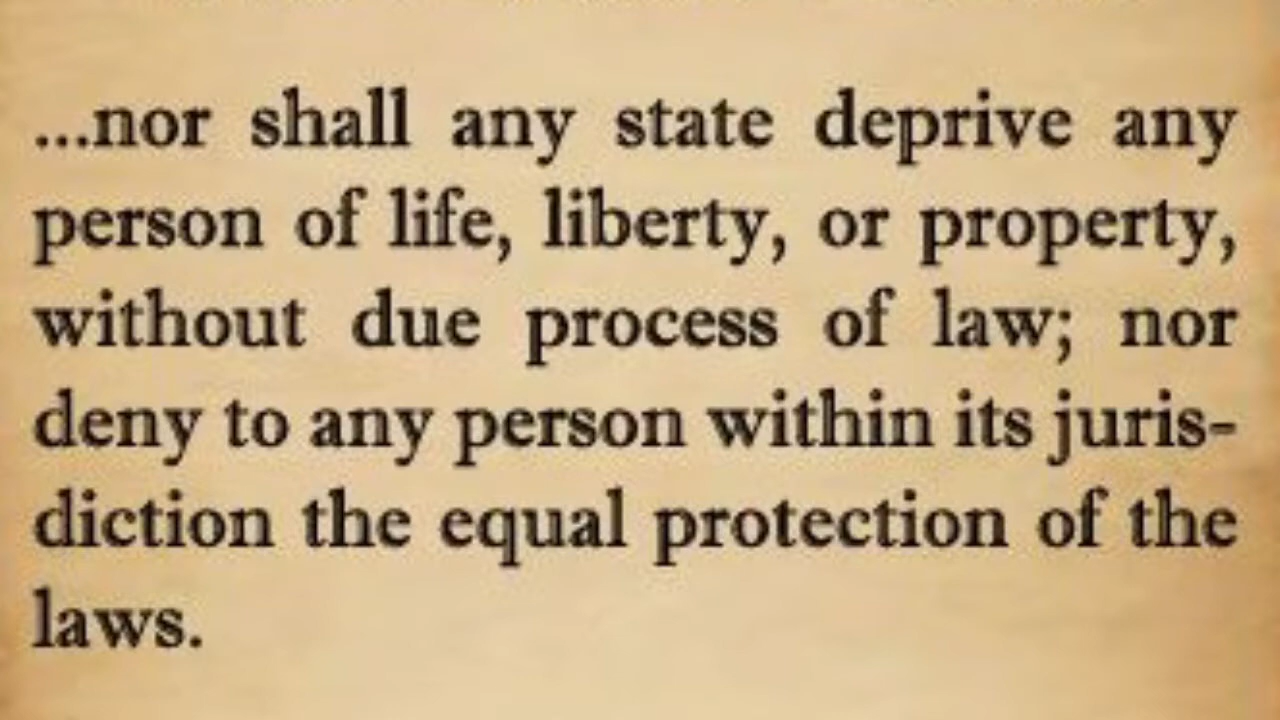 ...nor shall any state deprive any
person of life, liberty, or property,
without due process of law; nor
deny to any person within its juris-
diction the equal protection of the
laws.